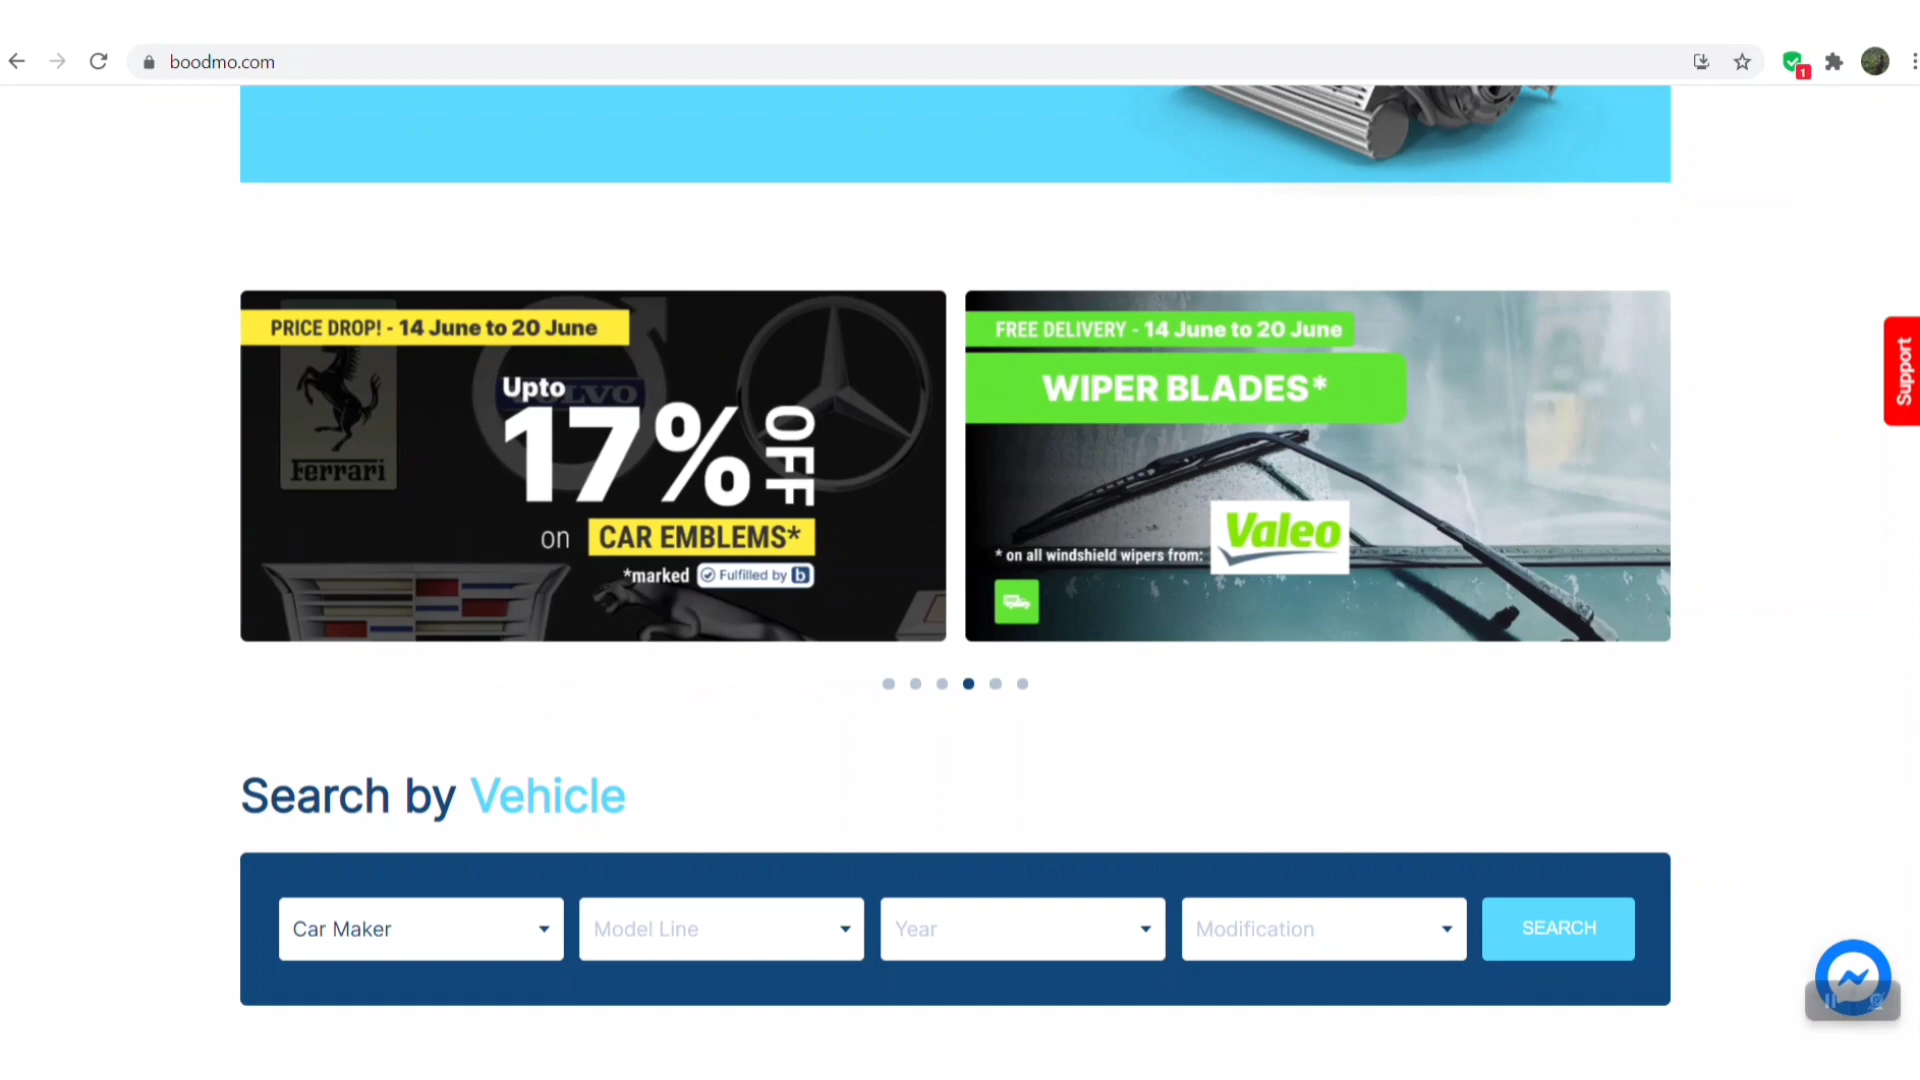 boodmo.com
1
PRICE DROP! - 14 June to 20 June
VOLVO
Upto
17% OFF
Ferrari
on CAR EMBLEMS*
*marked Fulfilled by b
FREE DELIVERY - 14 June to 20 June
WIPER BLADES*
Valeo
* on all windshield wipers from:
Support
Search by Vehicle
Car Maker
Model Line
Year
Modification
SEARCH